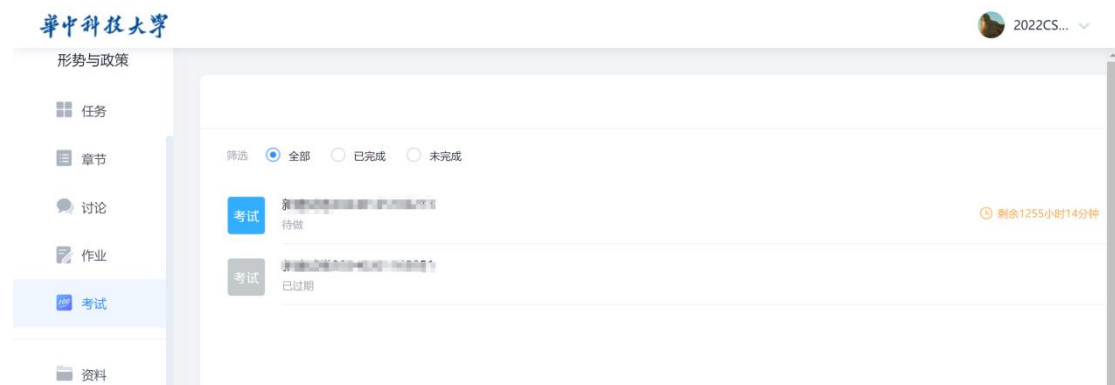 華中科技大學
2022CS...
形势与政策
任务
章节
筛选 全部 已完成 未完成
讨论
考试
待做
剩余1255小时14分钟
作业
考试
已过期
考试
资料